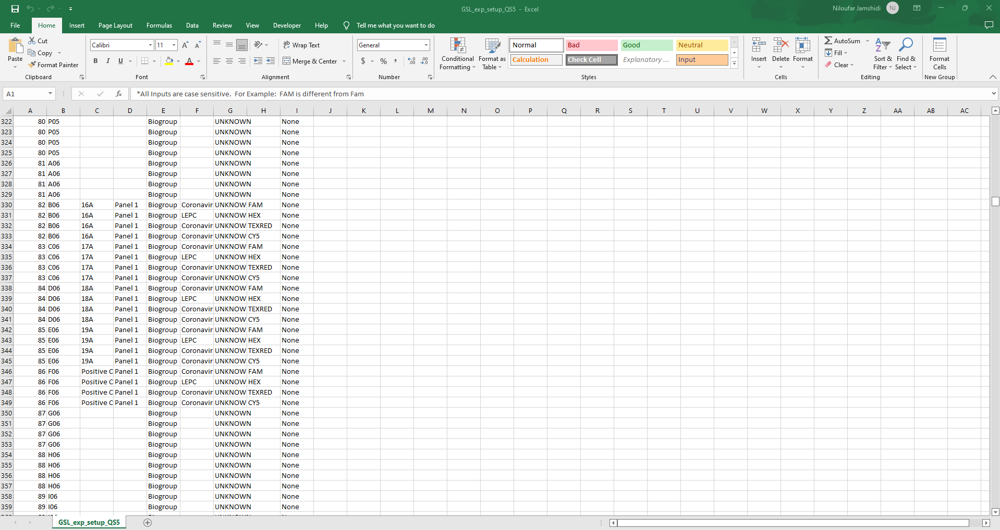 GSL_exp_setup_QS5 - Excel
Niloufar Jamshidi NJ
File Home Insert Page Layout Formulas Data Review View Developer Help Tell me what you want to do
Paste Cut Copy Format Painter Clipboard
Calibri 11 B I U A A A Font
Wrap Text Merge & Center Alignment
General $ % , Number
Conditional Formatting Format as Table
Normal Bad Good Neutral
Calculation Check Cell Explanatory ... Input
Styles
Insert Delete Format Cells
AutoSum Fill Clear Sort & Filter Find & Select Editing
Format Cells New Group
A1 fx *All Inputs are case sensitive. For Example: FAM is different from Fam
A B C D E F G H I J K L M N O P Q R S T U V W X Y Z AA AB AC
322 80 P05 Biogroup UNKNOWN None
323 80 P05 Biogroup UNKNOWN None
324 80 P05 Biogroup UNKNOWN None
325 80 P05 Biogroup UNKNOWN None
326 81 A06 Biogroup UNKNOWN None
327 81 A06 Biogroup UNKNOWN None
328 81 A06 Biogroup UNKNOWN None
329 81 A06 Biogroup UNKNOWN None
330 82 B06 16A Panel 1 Biogroup Coronavir UNKNOW FAM None
331 82 B06 16A Panel 1 Biogroup LEPC UNKNOW HEX None
332 82 B06 16A Panel 1 Biogroup Coronavir UNKNOW TEXRED None
333 82 B06 16A Panel 1 Biogroup Coronavir UNKNOW CY5 None
334 83 C06 17A Panel 1 Biogroup Coronavir UNKNOW FAM None
335 83 C06 17A Panel 1 Biogroup LEPC UNKNOW HEX None
336 83 C06 17A Panel 1 Biogroup Coronavir UNKNOW TEXRED None
337 83 C06 17A Panel 1 Biogroup Coronavir UNKNOW CY5 None
338 84 D06 18A Panel 1 Biogroup Coronavir UNKNOW FAM None
339 84 D06 18A Panel 1 Biogroup LEPC UNKNOW HEX None
340 84 D06 18A Panel 1 Biogroup Coronavir UNKNOW TEXRED None
341 84 D06 18A Panel 1 Biogroup Coronavir UNKNOW CY5 None
342 85 E06 19A Panel 1 Biogroup Coronavir UNKNOW FAM None
343 85 E06 19A Panel 1 Biogroup LEPC UNKNOW HEX None
344 85 E06 19A Panel 1 Biogroup Coronavir UNKNOW TEXRED None
345 85 E06 19A Panel 1 Biogroup Coronavir UNKNOW CY5 None
346 86 F06 Positive C Panel 1 Biogroup Coronavir UNKNOW FAM None
347 86 F06 Positive C Panel 1 Biogroup LEPC UNKNOW HEX None
348 86 F06 Positive C Panel 1 Biogroup Coronavir UNKNOW TEXRED None
349 86 F06 Positive C Panel 1 Biogroup Coronavir UNKNOW CY5 None
350 87 G06 Biogroup UNKNOWN None
351 87 G06 Biogroup UNKNOWN None
352 87 G06 Biogroup UNKNOWN None
353 87 G06 Biogroup UNKNOWN None
354 88 H06 Biogroup UNKNOWN None
355 88 H06 Biogroup UNKNOWN None
356 88 H06 Biogroup UNKNOWN None
357 88 H06 Biogroup UNKNOWN None
358 89 I06 Biogroup UNKNOWN None
359 89 I06 Biogroup UNKNOWN None
GSL_exp_setup_QS5